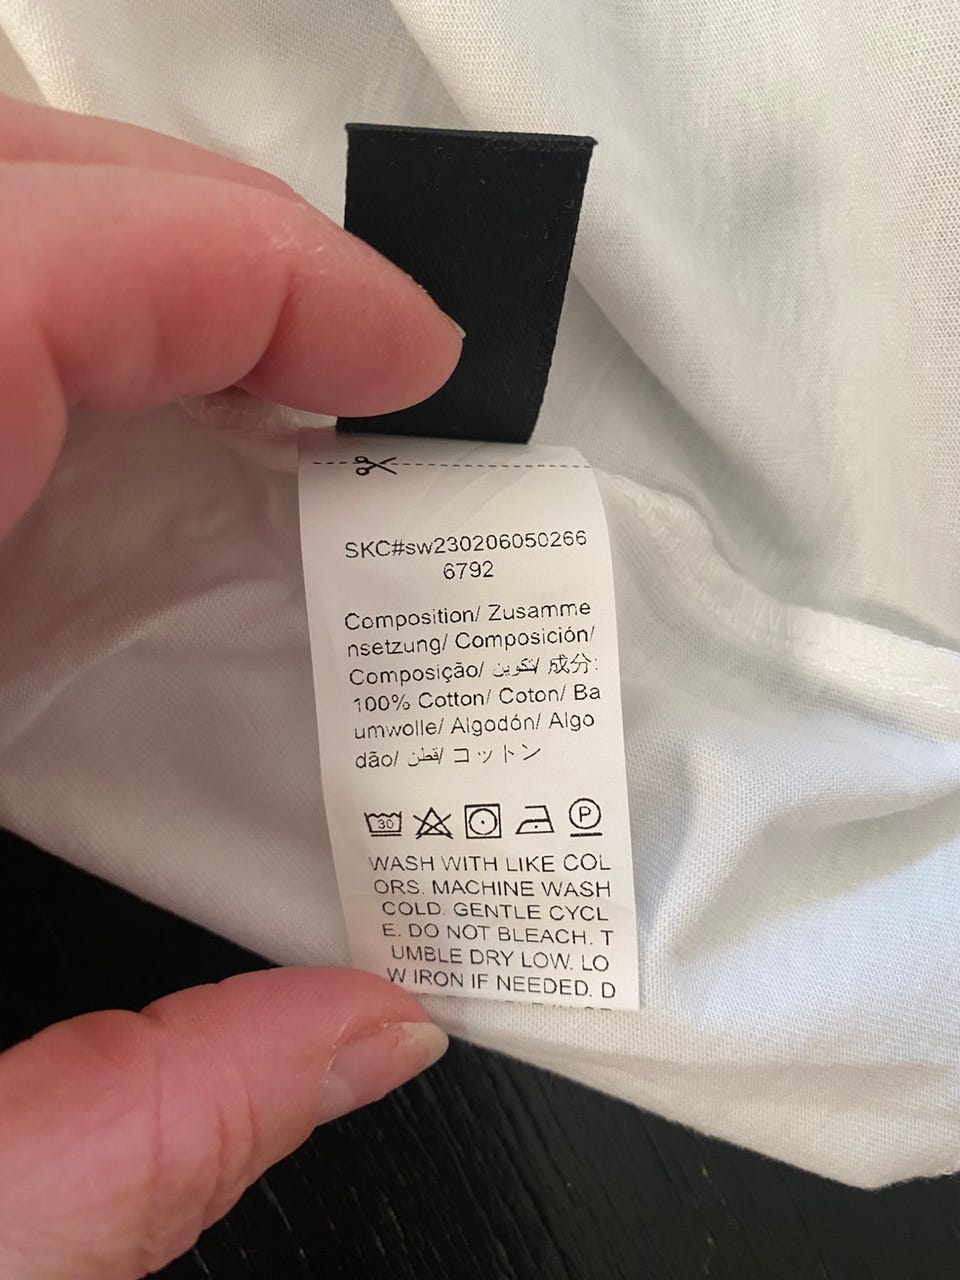 SKC#sw230206050266
6792
Composition/ Zusamme
nsetzung/ Composición/
Composição/ تكوين/ 成分:
100% Cotton/ Coton/ Ba
umwolle/ Algodón/ Algo
dão/ قطن/ コットン
30 P
WASH WITH LIKE COL
ORS. MACHINE WASH
COLD. GENTLE CYCL
E. DO NOT BLEACH. T
UMBLE DRY LOW. LO
W IRON IF NEEDED. D